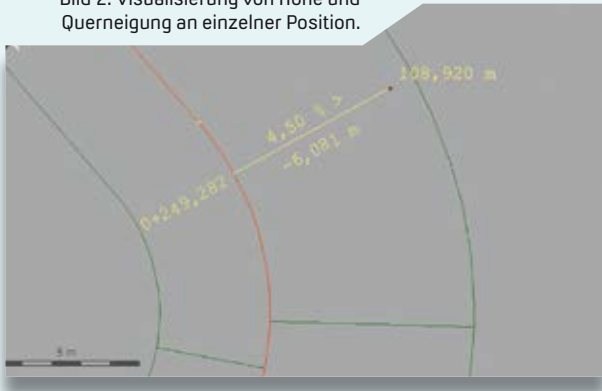 Bild 2: Visualisierung von Höhe und
Querneigung an einzelner Position.
108,920 m
4,50 % >
-6,081 m
0+249,282
5 m